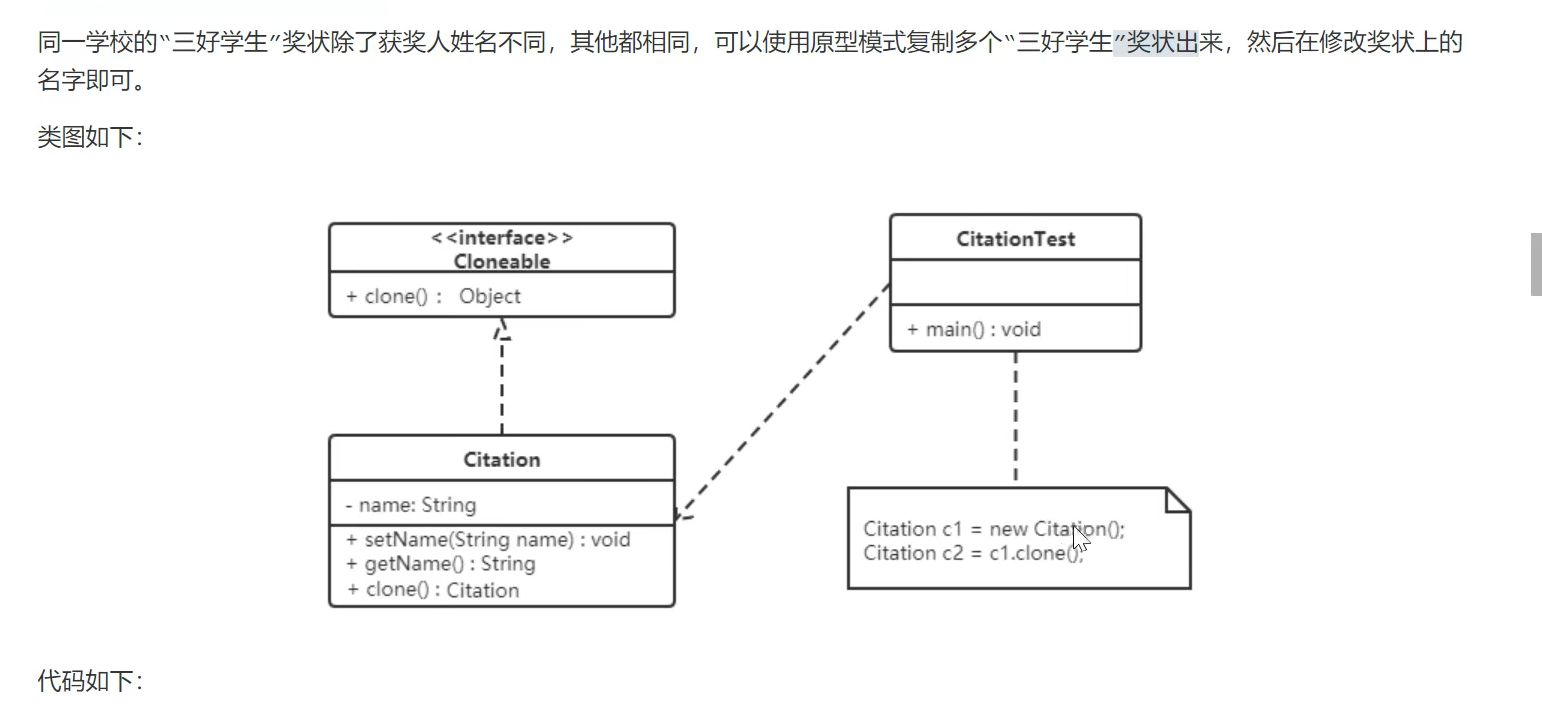 同一学校的“三好学生”奖状除了获奖人姓名不同，其他都相同，可以使用原型模式复制多个“三好学生”奖状出来，然后在修改奖状上的
名字即可。
类图如下：
<<interface>>
Cloneable
+ clone() : Object
CitationTest
+ main() : void
Citation
- name: String
+ setName(String name) : void
+ getName() : String
+ clone() : Citation
Citation c1 = new Citation();
Citation c2 = c1.clone();
代码如下：